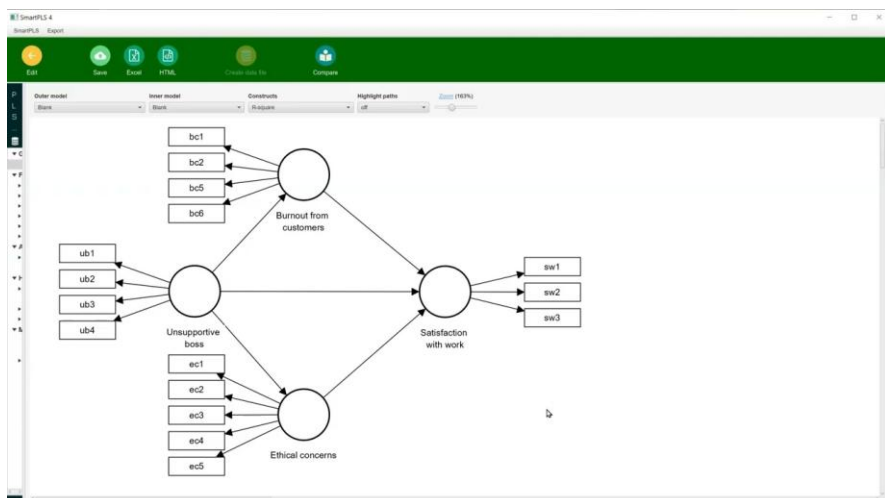 SmartPLS 4
SmartPLS Export
Edit Save Excel HTML Create data file Compare
Outer model Inner model Constructs Highlight paths Zoom (163%)
Blank Blank R-square off
P
L
S
bc1
bc2
bc5
bc6
Burnout from
customers
ub1
ub2
ub3
ub4
Unsupportive
boss
sw1
sw2
sw3
Satisfaction
with work
ec1
ec2
ec3
ec4
ec5
Ethical concerns